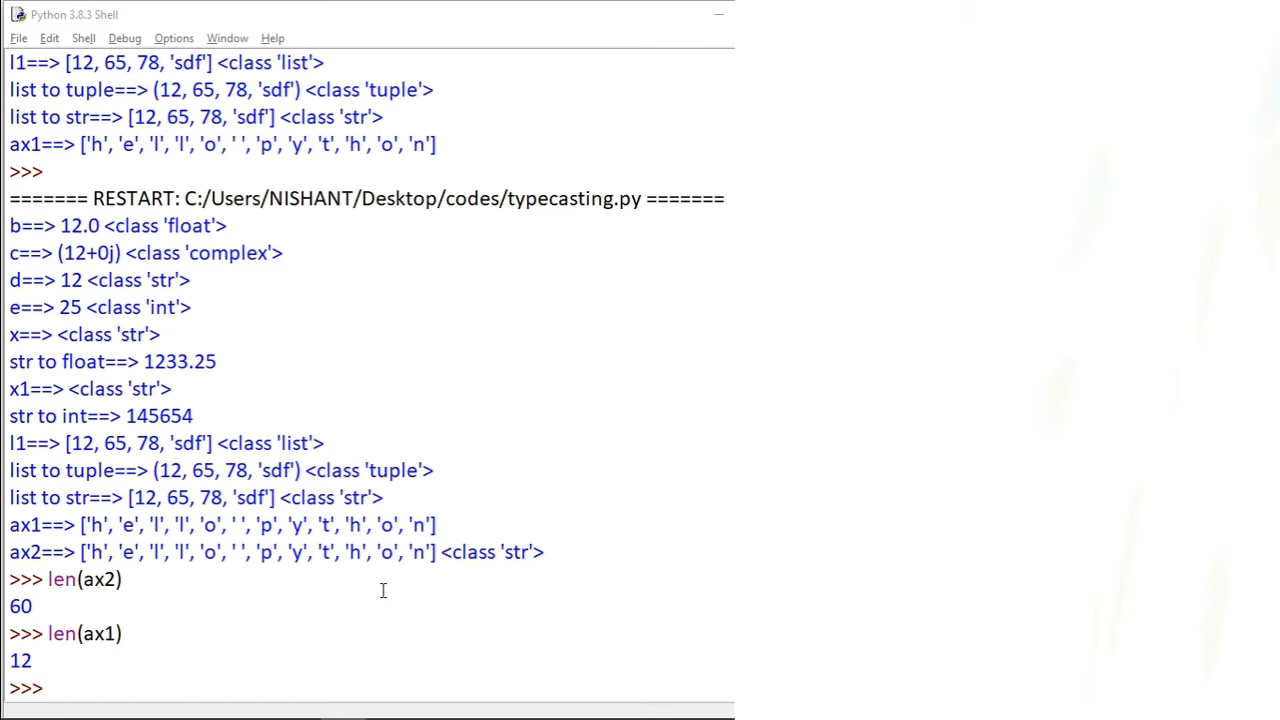 Python 3.8.3 Shell
File Edit Shell Debug Options Window Help
l1==> [12, 65, 78, 'sdf'] <class 'list'>
list to tuple==> (12, 65, 78, 'sdf') <class 'tuple'>
list to str==> [12, 65, 78, 'sdf'] <class 'str'>
ax1==> ['h', 'e', 'l', 'l', 'o', ' ', 'p', 'y', 't', 'h', 'o', 'n']
>>>
======= RESTART: C:/Users/NISHANT/Desktop/codes/typecasting.py =======
b==> 12.0 <class 'float'>
c==> (12+0j) <class 'complex'>
d==> 12 <class 'str'>
e==> 25 <class 'int'>
x==> <class 'str'>
str to float==> 1233.25
x1==> <class 'str'>
str to int==> 145654
l1==> [12, 65, 78, 'sdf'] <class 'list'>
list to tuple==> (12, 65, 78, 'sdf') <class 'tuple'>
list to str==> [12, 65, 78, 'sdf'] <class 'str'>
ax1==> ['h', 'e', 'l', 'l', 'o', ' ', 'p', 'y', 't', 'h', 'o', 'n']
ax2==> ['h', 'e', 'l', 'l', 'o', ' ', 'p', 'y', 't', 'h', 'o', 'n'] <class 'str'>
>>> len(ax2)
60
>>> len(ax1)
12
>>>